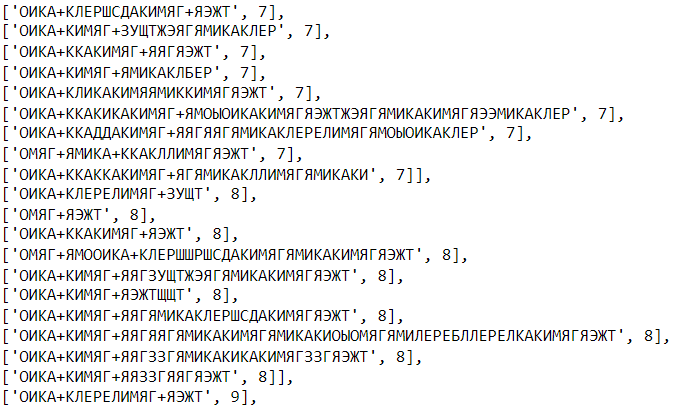 ['ОИКА+КЛЕРШСДАКИМЯГ+ЯЭЖТ', 7],
['ОИКА+КИМЯГ+ЗУЩТЖЭЯГЯМИКАКЛЕР', 7],
['ОИКА+ККАКИМЯГ+ЯЯГЯЭЖТ', 7],
['ОИКА+КИМЯГ+ЯМИКАКЛБЕР', 7],
['ОИКА+КЛИКАКИМЯЯМИККИМЯГЯЭЖТ', 7],
['ОИКА+ККАКИКАКИМЯГ+ЯМОЫОИКАКИМЯГЯЭЖТЖЭЯГЯМИКАКИМЯГЯЭЭМИКАКЛЕР', 7],
['ОИКА+ККАДДАКИМЯГ+ЯЯГЯЯГЯМИКАКЛЕРЕЛИМЯГЯМОЫОИКАКЛЕР', 7],
['ОМЯГ+ЯМИКА+ККАКЛЛИМЯГЯЭЖТ', 7],
['ОИКА+ККАККАКИМЯГ+ЯГЯМИКАКЛЛИМЯГЯМИКАКИ', 7]],
['ОИКА+КЛЕРЕЛИМЯГ+ЗУЩТ', 8],
['ОМЯГ+ЯЭЖТ', 8],
['ОИКА+ККАКИМЯГ+ЯЭЖТ', 8],
['ОМЯГ+ЯМООИКА+КЛЕРШШРШСДАКИМЯГЯМИКАКИМЯГЯЭЖТ', 8],
['ОИКА+КИМЯГ+ЯЯГЗУЩТЖЭЯГЯМИКАКИМЯГЯЭЖТ', 8],
['ОИКА+КИМЯГ+ЯЭЖТЩЩТ', 8],
['ОИКА+КИМЯГ+ЯЯГЯМИКАКЛЕРШСДАКИМЯГЯЭЖТ', 8],
['ОИКА+КИМЯГ+ЯЯГЯЯГЯМИКАКИМЯГЯМИКАКИОЫОМЯГЯМИЛЕРЕБЛЛЕРЕЛКАКИМЯГЯЭЖТ', 8],
['ОИКА+КИМЯГ+ЯЯГЗЗГЯМИКАКИКАКИМЯГЗЗГЯЭЖТ', 8],
['ОИКА+КИМЯГ+ЯЯЗЗГЯЯГЯЭЖТ', 8]],
['ОИКА+КЛЕРЕЛИМЯГ+ЯЭЖТ', 9],